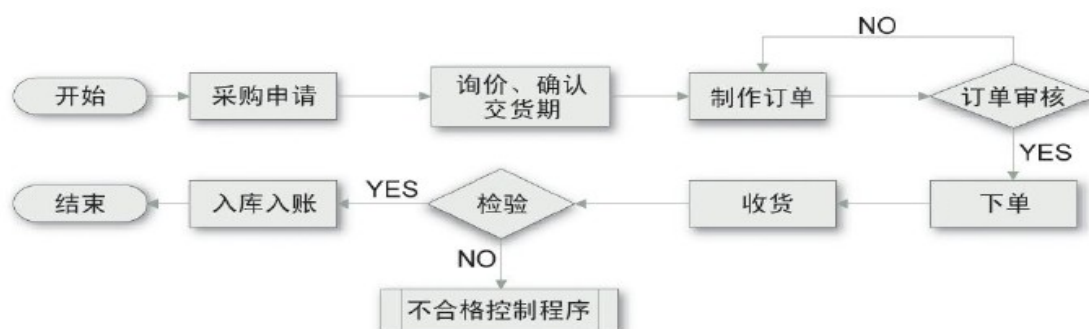 NO
开始
采购申请
询价、确认
交货期
制作订单
订单审核
YES
结束
入库入账
YES
检验
收货
下单
NO
不合格控制程序